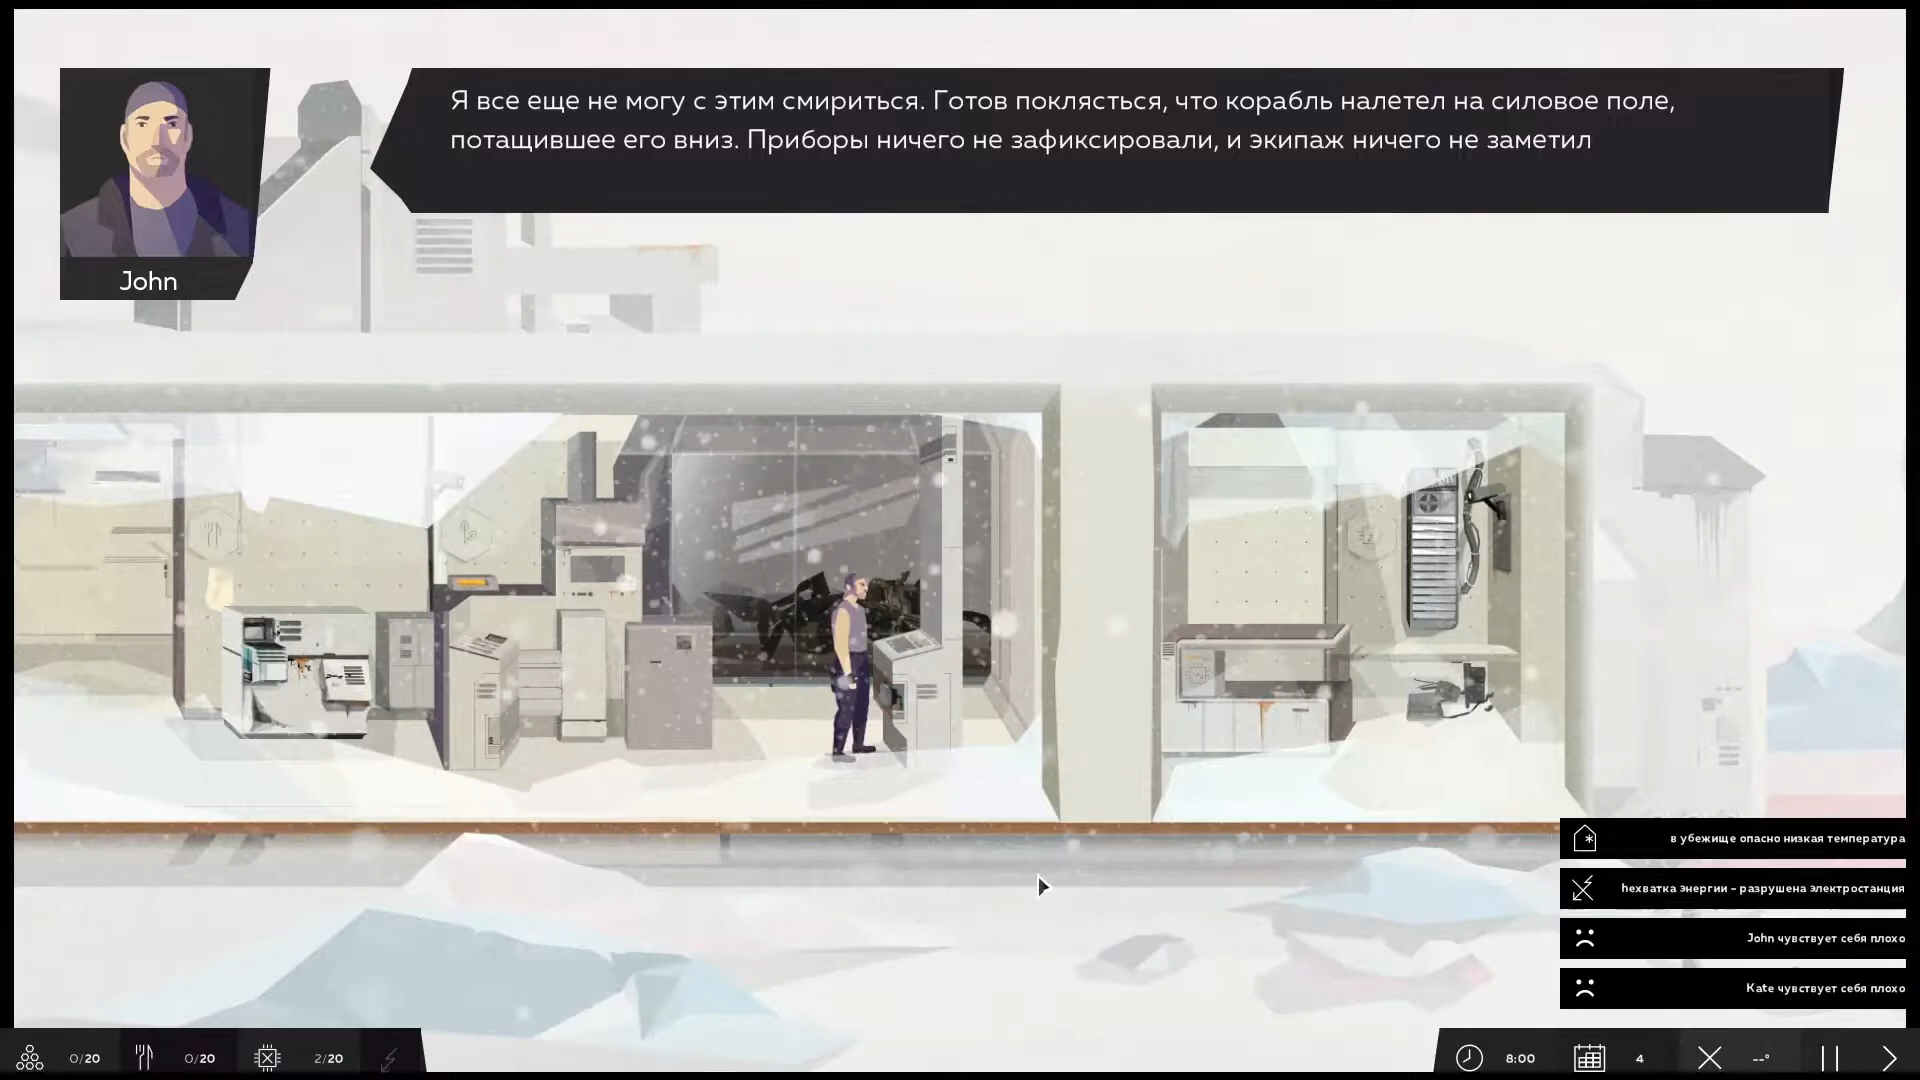 Я все еще не могу с этим смириться. Готов поклясться, что корабль налетел на силовое поле,
потащившее его вниз. Приборы ничего не зафиксировали, и экипаж ничего не заметил
John
в убежище опасно низкая температура
hехватка энергии - разрушена электростанция
John чувствует себя плохо
Kate чувствует себя плохо
0/20
0/20
2/20
8:00
4
--°